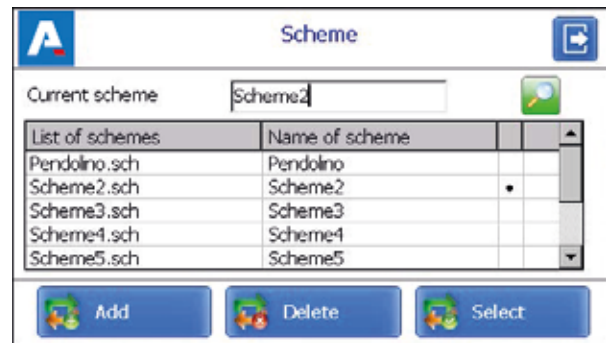 A
Scheme
Current scheme Scheme2
List of schemes Name of scheme
Pendolino.sch Pendolino
Scheme2.sch Scheme2 •
Scheme3.sch Scheme3
Scheme4.sch Scheme4
Scheme5.sch Scheme5
Add Delete Select